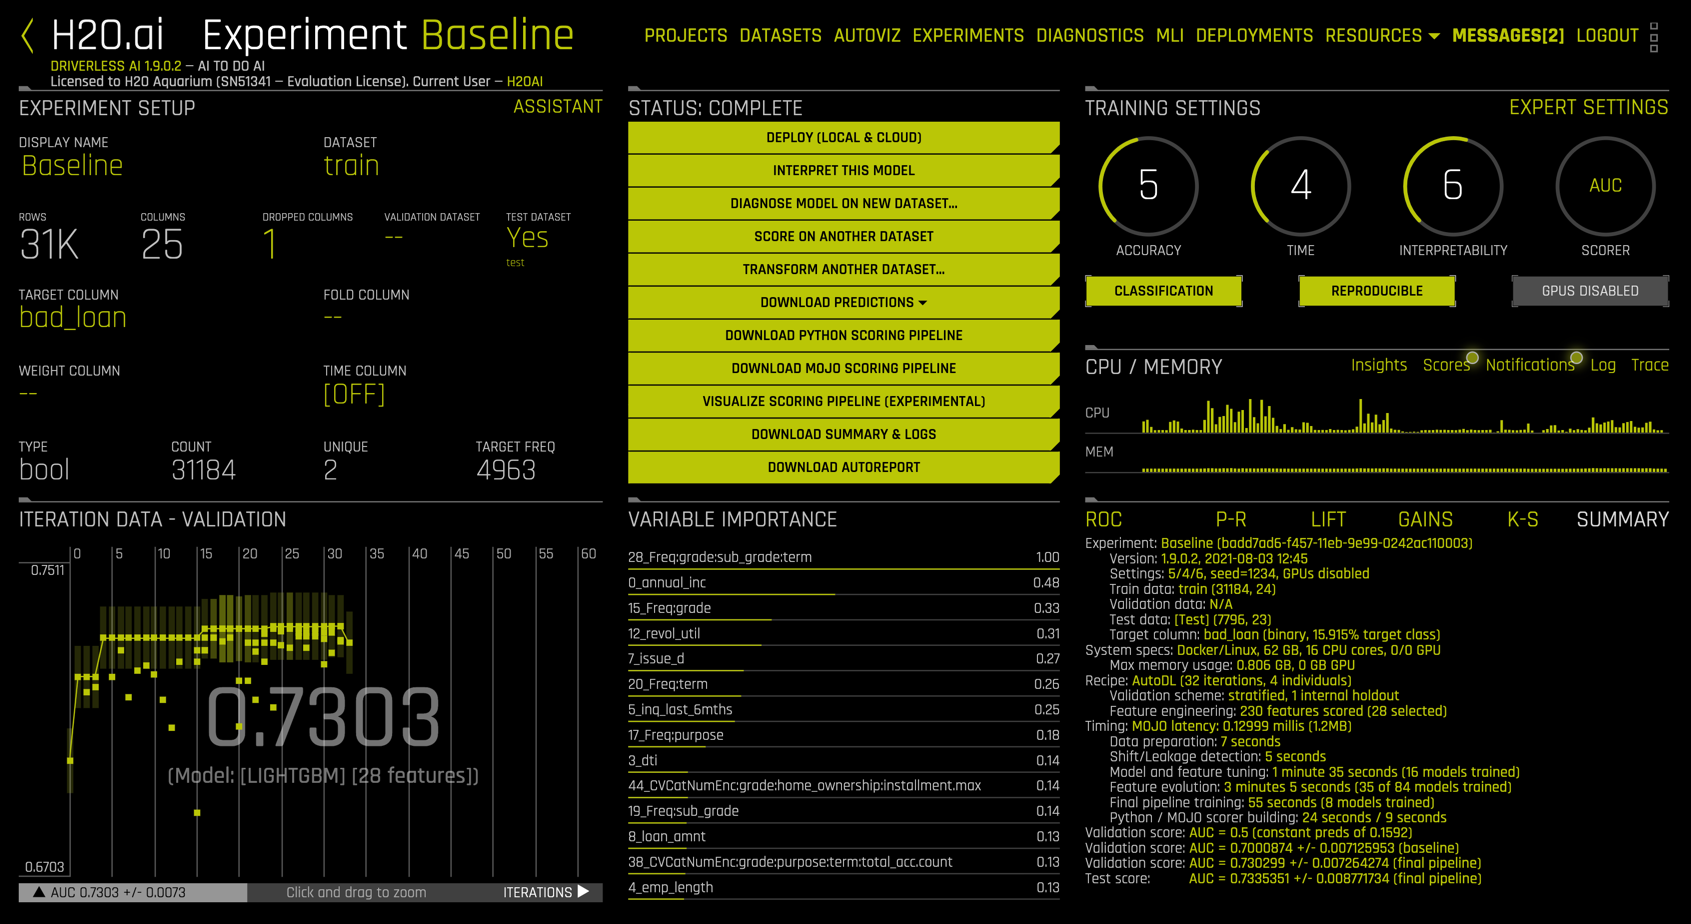 H2O.ai Experiment Baseline
DRIVERLESS AI 1.9.0.2 — AI TO DO AI
Licensed to H2O Aquarium (SN51341 — Evaluation License). Current User — H2OAI
PROJECTS DATASETS AUTOVIZ EXPERIMENTS DIAGNOSTICS MLI DEPLOYMENTS RESOURCES MESSAGES[2] LOGOUT
EXPERIMENT SETUP ASSISTANT
DISPLAY NAME DATASET
Baseline train
ROWS COLUMNS DROPPED COLUMNS VALIDATION DATASET TEST DATASET
31K 25 1 -- Yes
test
TARGET COLUMN FOLD COLUMN
bad_loan --
WEIGHT COLUMN TIME COLUMN
-- [OFF]
TYPE COUNT UNIQUE TARGET FREQ
bool 31184 2 4963
STATUS: COMPLETE
DEPLOY (LOCAL & CLOUD)
INTERPRET THIS MODEL
DIAGNOSE MODEL ON NEW DATASET...
SCORE ON ANOTHER DATASET
TRANSFORM ANOTHER DATASET...
DOWNLOAD PREDICTIONS
DOWNLOAD PYTHON SCORING PIPELINE
DOWNLOAD MOJO SCORING PIPELINE
VISUALIZE SCORING PIPELINE (EXPERIMENTAL)
DOWNLOAD SUMMARY & LOGS
DOWNLOAD AUTOREPORT
TRAINING SETTINGS EXPERT SETTINGS
5 4 6 AUC
ACCURACY TIME INTERPRETABILITY SCORER
CLASSIFICATION REPRODUCIBLE GPUS DISABLED
CPU / MEMORY Insights Scores Notifications Log Trace
CPU
MEM
ITERATION DATA - VALIDATION
0 5 10 15 20 25 30 35 40 45 50 55 60
0.7511
0.7303
(Model: [LIGHTGBM] [28 features])
0.6703
▲ AUC 0.7303 +/- 0.0073 Click and drag to zoom ITERATIONS ▶
VARIABLE IMPORTANCE
28_Freq:grade:sub_grade:term 1.00
0_annual_inc 0.48
15_Freq:grade 0.33
12_revol_util 0.31
7_issue_d 0.27
20_Freq:term 0.26
5_inq_last_6mths 0.25
17_Freq:purpose 0.18
3_dti 0.14
44_CVCatNumEnc:grade:home_ownership:installment.max 0.14
19_Freq:sub_grade 0.14
8_loan_amnt 0.13
38_CVCatNumEnc:grade:purpose:term:total_acc.count 0.13
4_emp_length 0.13
ROC P-R LIFT GAINS K-S SUMMARY
Experiment: Baseline (badd7ad6-f457-11eb-9e99-0242ac110003)
Version: 1.9.0.2, 2021-08-03 12:45
Settings: 5/4/6, seed=1234, GPUs disabled
Train data: train (31184, 24)
Validation data: N/A
Test data: [Test] (7796, 23)
Target column: bad_loan (binary, 15.915% target class)
System specs: Docker/Linux, 62 GB, 16 CPU cores, 0/0 GPU
Max memory usage: 0.806 GB, 0 GB GPU
Recipe: AutoDL (32 iterations, 4 individuals)
Validation scheme: stratified, 1 internal holdout
Feature engineering: 230 features scored (28 selected)
Timing: MOJO latency: 0.12999 millis (1.2MB)
Data preparation: 7 seconds
Shift/Leakage detection: 5 seconds
Model and feature tuning: 1 minute 35 seconds (16 models trained)
Feature evolution: 3 minutes 5 seconds (35 of 84 models trained)
Final pipeline training: 55 seconds (8 models trained)
Python / MOJO scorer building: 24 seconds / 9 seconds
Validation score: AUC = 0.5 (constant preds of 0.1592)
Validation score: AUC = 0.7000874 +/- 0.007125953 (baseline)
Validation score: AUC = 0.730299 +/- 0.007264274 (final pipeline)
Test score: AUC = 0.7335351 +/- 0.008771734 (final pipeline)